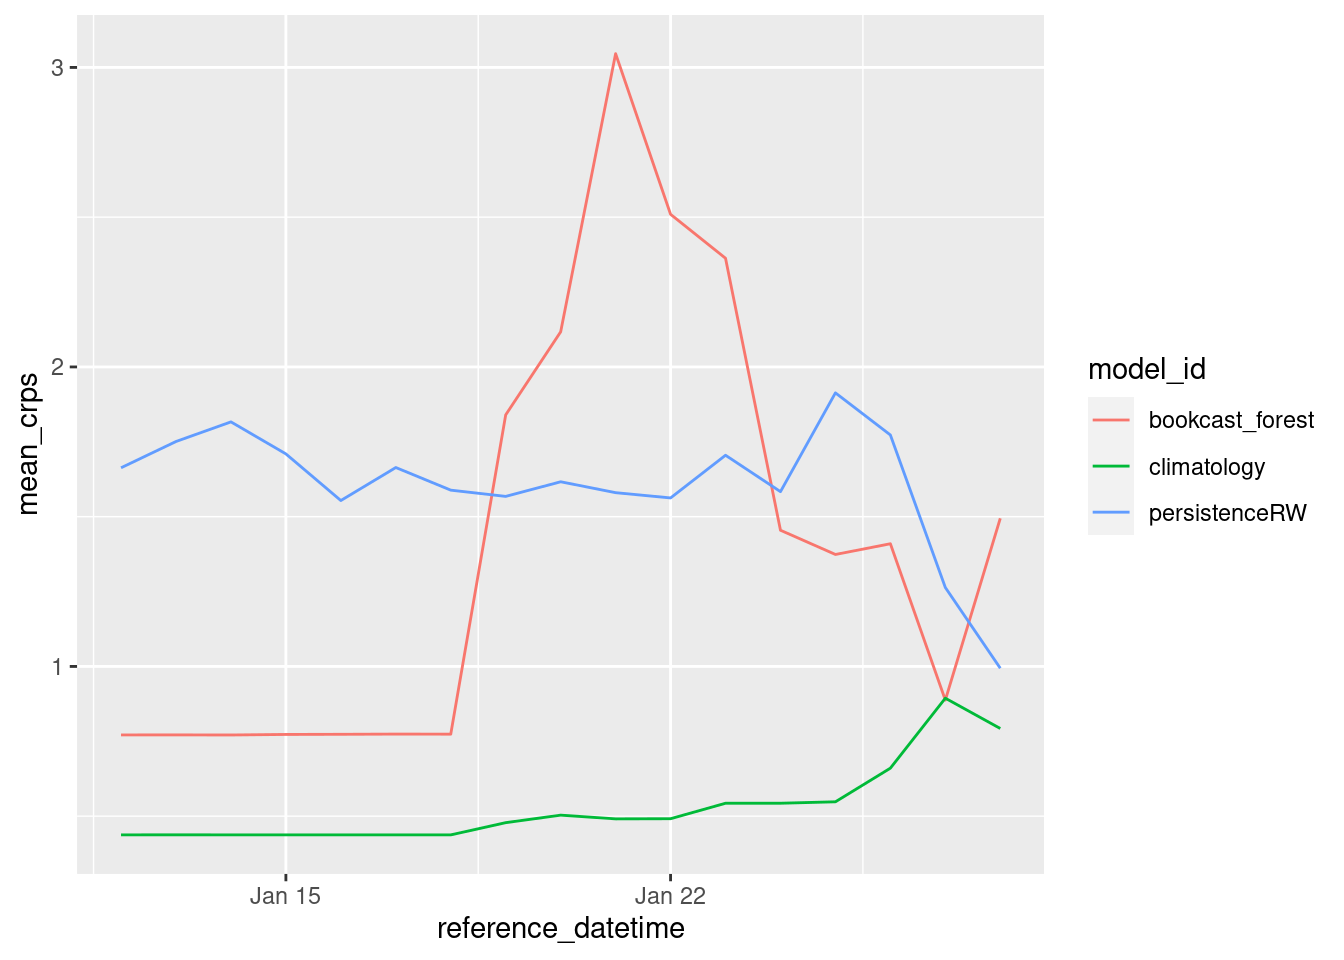 3
2
1
mean_crps
Jan 15
Jan 22
reference_datetime
model_id
bookcast_forest
climatology
persistenceRW